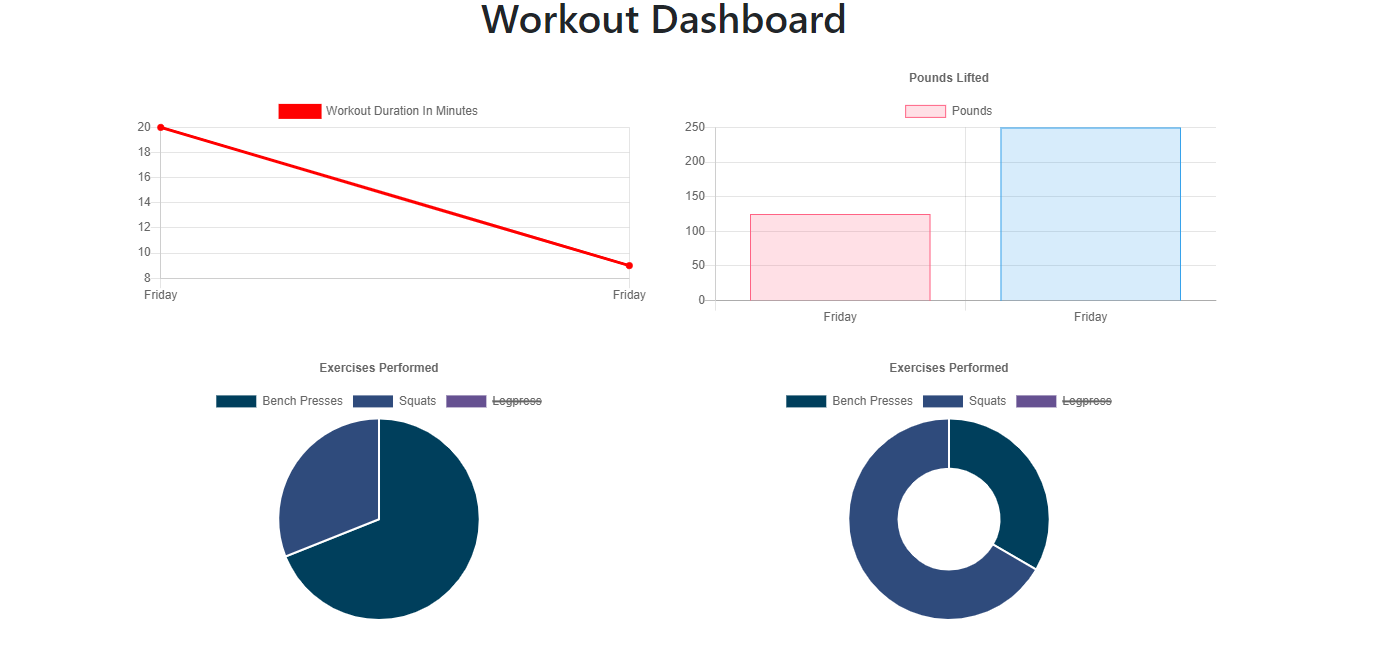 Workout Dashboard
Workout Duration In Minutes
20
18
16
14
12
10
8
Friday Friday
Pounds Lifted
Pounds
250
200
150
100
50
0
Friday Friday
Exercises Performed
Bench Presses Squats Legpress
Exercises Performed
Bench Presses Squats Legpress